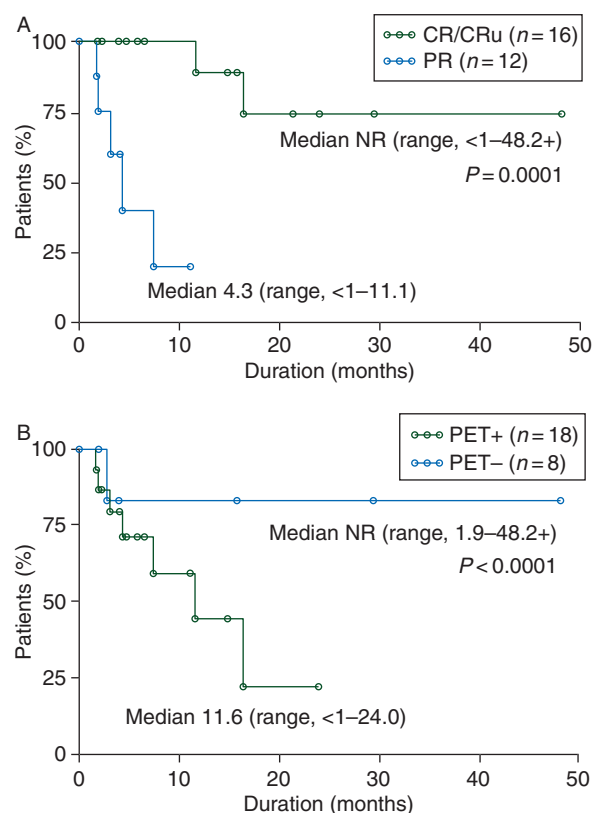 A
CR/CRu (n = 16)
PR (n = 12)
100
75
50
25
0
Patients (%)
Median NR (range, <1–48.2+)
P = 0.0001
Median 4.3 (range, <1–11.1)
0 10 20 30 40 50
Duration (months)
B
PET+ (n = 18)
PET− (n = 8)
100
75
50
25
0
Patients (%)
Median NR (range, 1.9–48.2+)
P < 0.0001
Median 11.6 (range, <1–24.0)
0 10 20 30 40 50
Duration (months)